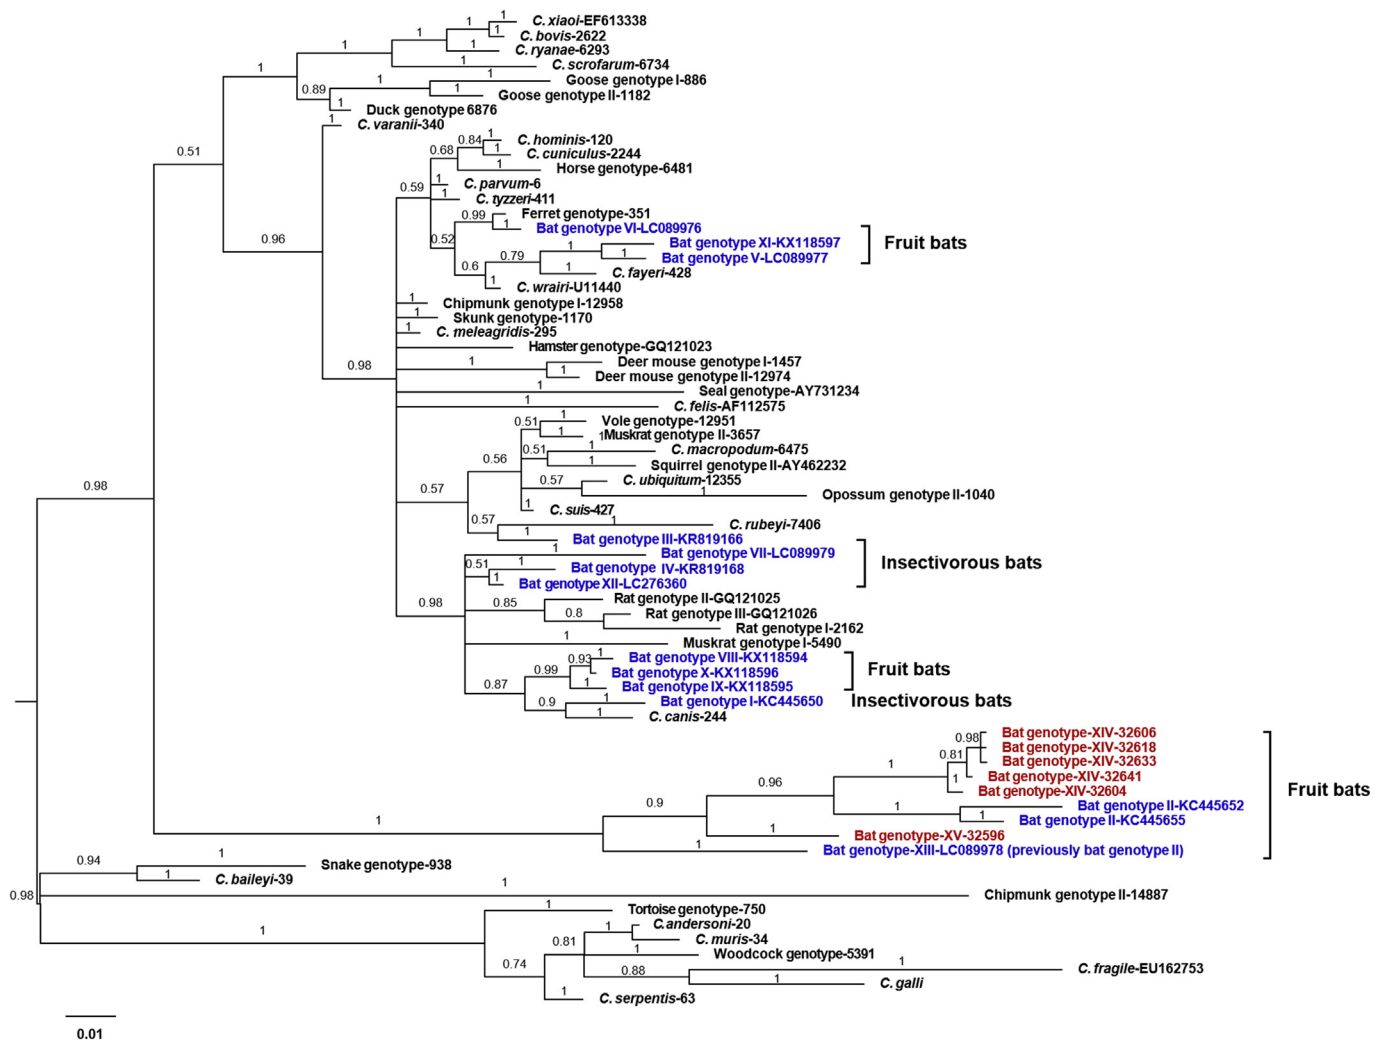 C. xiaoi-EF613338
C. bovis-2622
C. ryanae-6293
C. scrofarum-6734
Goose genotype I-886
Goose genotype II-1182
Duck genotype 6876
C. varanii-340
C. hominis-120
C. cuniculus-2244
Horse genotype-6481
C. parvum-6
C. tyzzeri-411
Ferret genotype-351
Bat genotype VI-LC089976
Bat genotype XI-KX118597
Bat genotype V-LC089977
Fruit bats
C. fayeri-428
C. wrairi-U11440
Chipmunk genotype I-12958
Skunk genotype-1170
C. meleagridis-295
Hamster genotype-GQ121023
Deer mouse genotype I-1457
Deer mouse genotype II-12974
Seal genotype-AY731234
C. felis-AF112575
Vole genotype-12951
Muskrat genotype II-3657
C. macropodum-6475
Squirrel genotype II-AY462232
C. ubiquitum-12355
Opossum genotype II-1040
C. suis-427
C. rubeyi-7406
Bat genotype III-KR819166
Bat genotype VII-LC089979
Bat genotype IV-KR819168
Bat genotype XII-LC276360
Insectivorous bats
Rat genotype II-GQ121025
Rat genotype III-GQ121026
Rat genotype I-2162
Muskrat genotype I-5490
Bat genotype VIII-KX118594
Bat genotype X-KX118596
Bat genotype IX-KX118595
Fruit bats
Bat genotype I-KC445650
Insectivorous bats
C. canis-244
Bat genotype-XIV-32606
Bat genotype-XIV-32618
Bat genotype-XIV-32633
Bat genotype-XIV-32641
Bat genotype-XIV-32604
Bat genotype II-KC445652
Bat genotype II-KC445655
Bat genotype-XV-32596
Bat genotype-XIII-LC089978 (previously bat genotype II)
Fruit bats
Snake genotype-938
C. baileyi-39
Chipmunk genotype II-14887
Tortoise genotype-750
C.andersoni-20
C. muris-34
Woodcock genotype-5391
C. fragile-EU162753
C. galli
C. serpentis-63
1
1
1
1
1
1
1
1
1
1
1
0.89
1
1
0.51
0.96
0.84
1
1
0.68
1
0.59
1
1
0.99
1
0.52
1
1
0.79
1
0.6
1
1
1
1
0.98
1
1
1
1
0.51
1
1
1
0.51
1
1
0.56
0.57
1
1
0.57
0.57
1
1
1
0.51
1
1
0.98
0.85
0.8
1
0.93
1
0.99
1
0.87
0.9
1
1
0.98
0.98
0.81
1
1
0.96
0.9
1
1
1
1
1
0.94
1
1
1
0.98
1
1
1
0.81
1
0.74
0.88
1
1
1
0.01